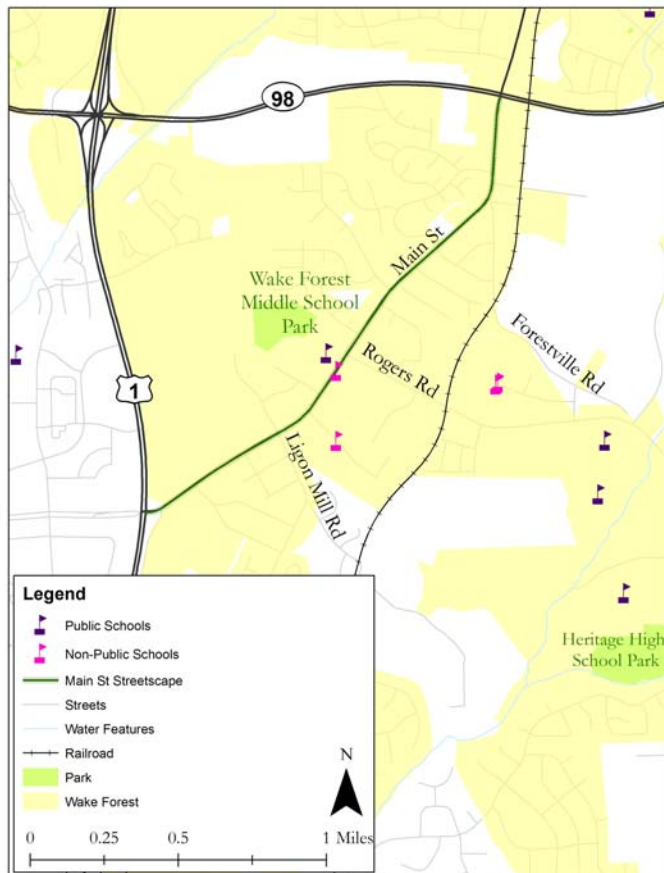 98
Main St
Wake Forest
Middle School
Park
Rogers Rd
Forestville Rd
1
Ligon Mill Rd
Heritage High
School Park
Legend
Public Schools
Non-Public Schools
Main St Streetscape
Streets
Water Features
Railroad
Park
Wake Forest
N
0 0.25 0.5 1 Miles